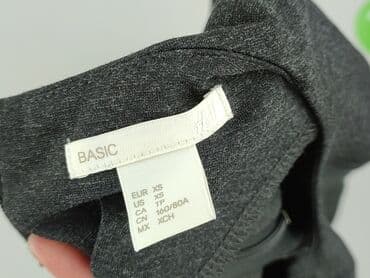 BASIC
EUR XS
US XS
CA TP
CN 160/80A
MX XCH